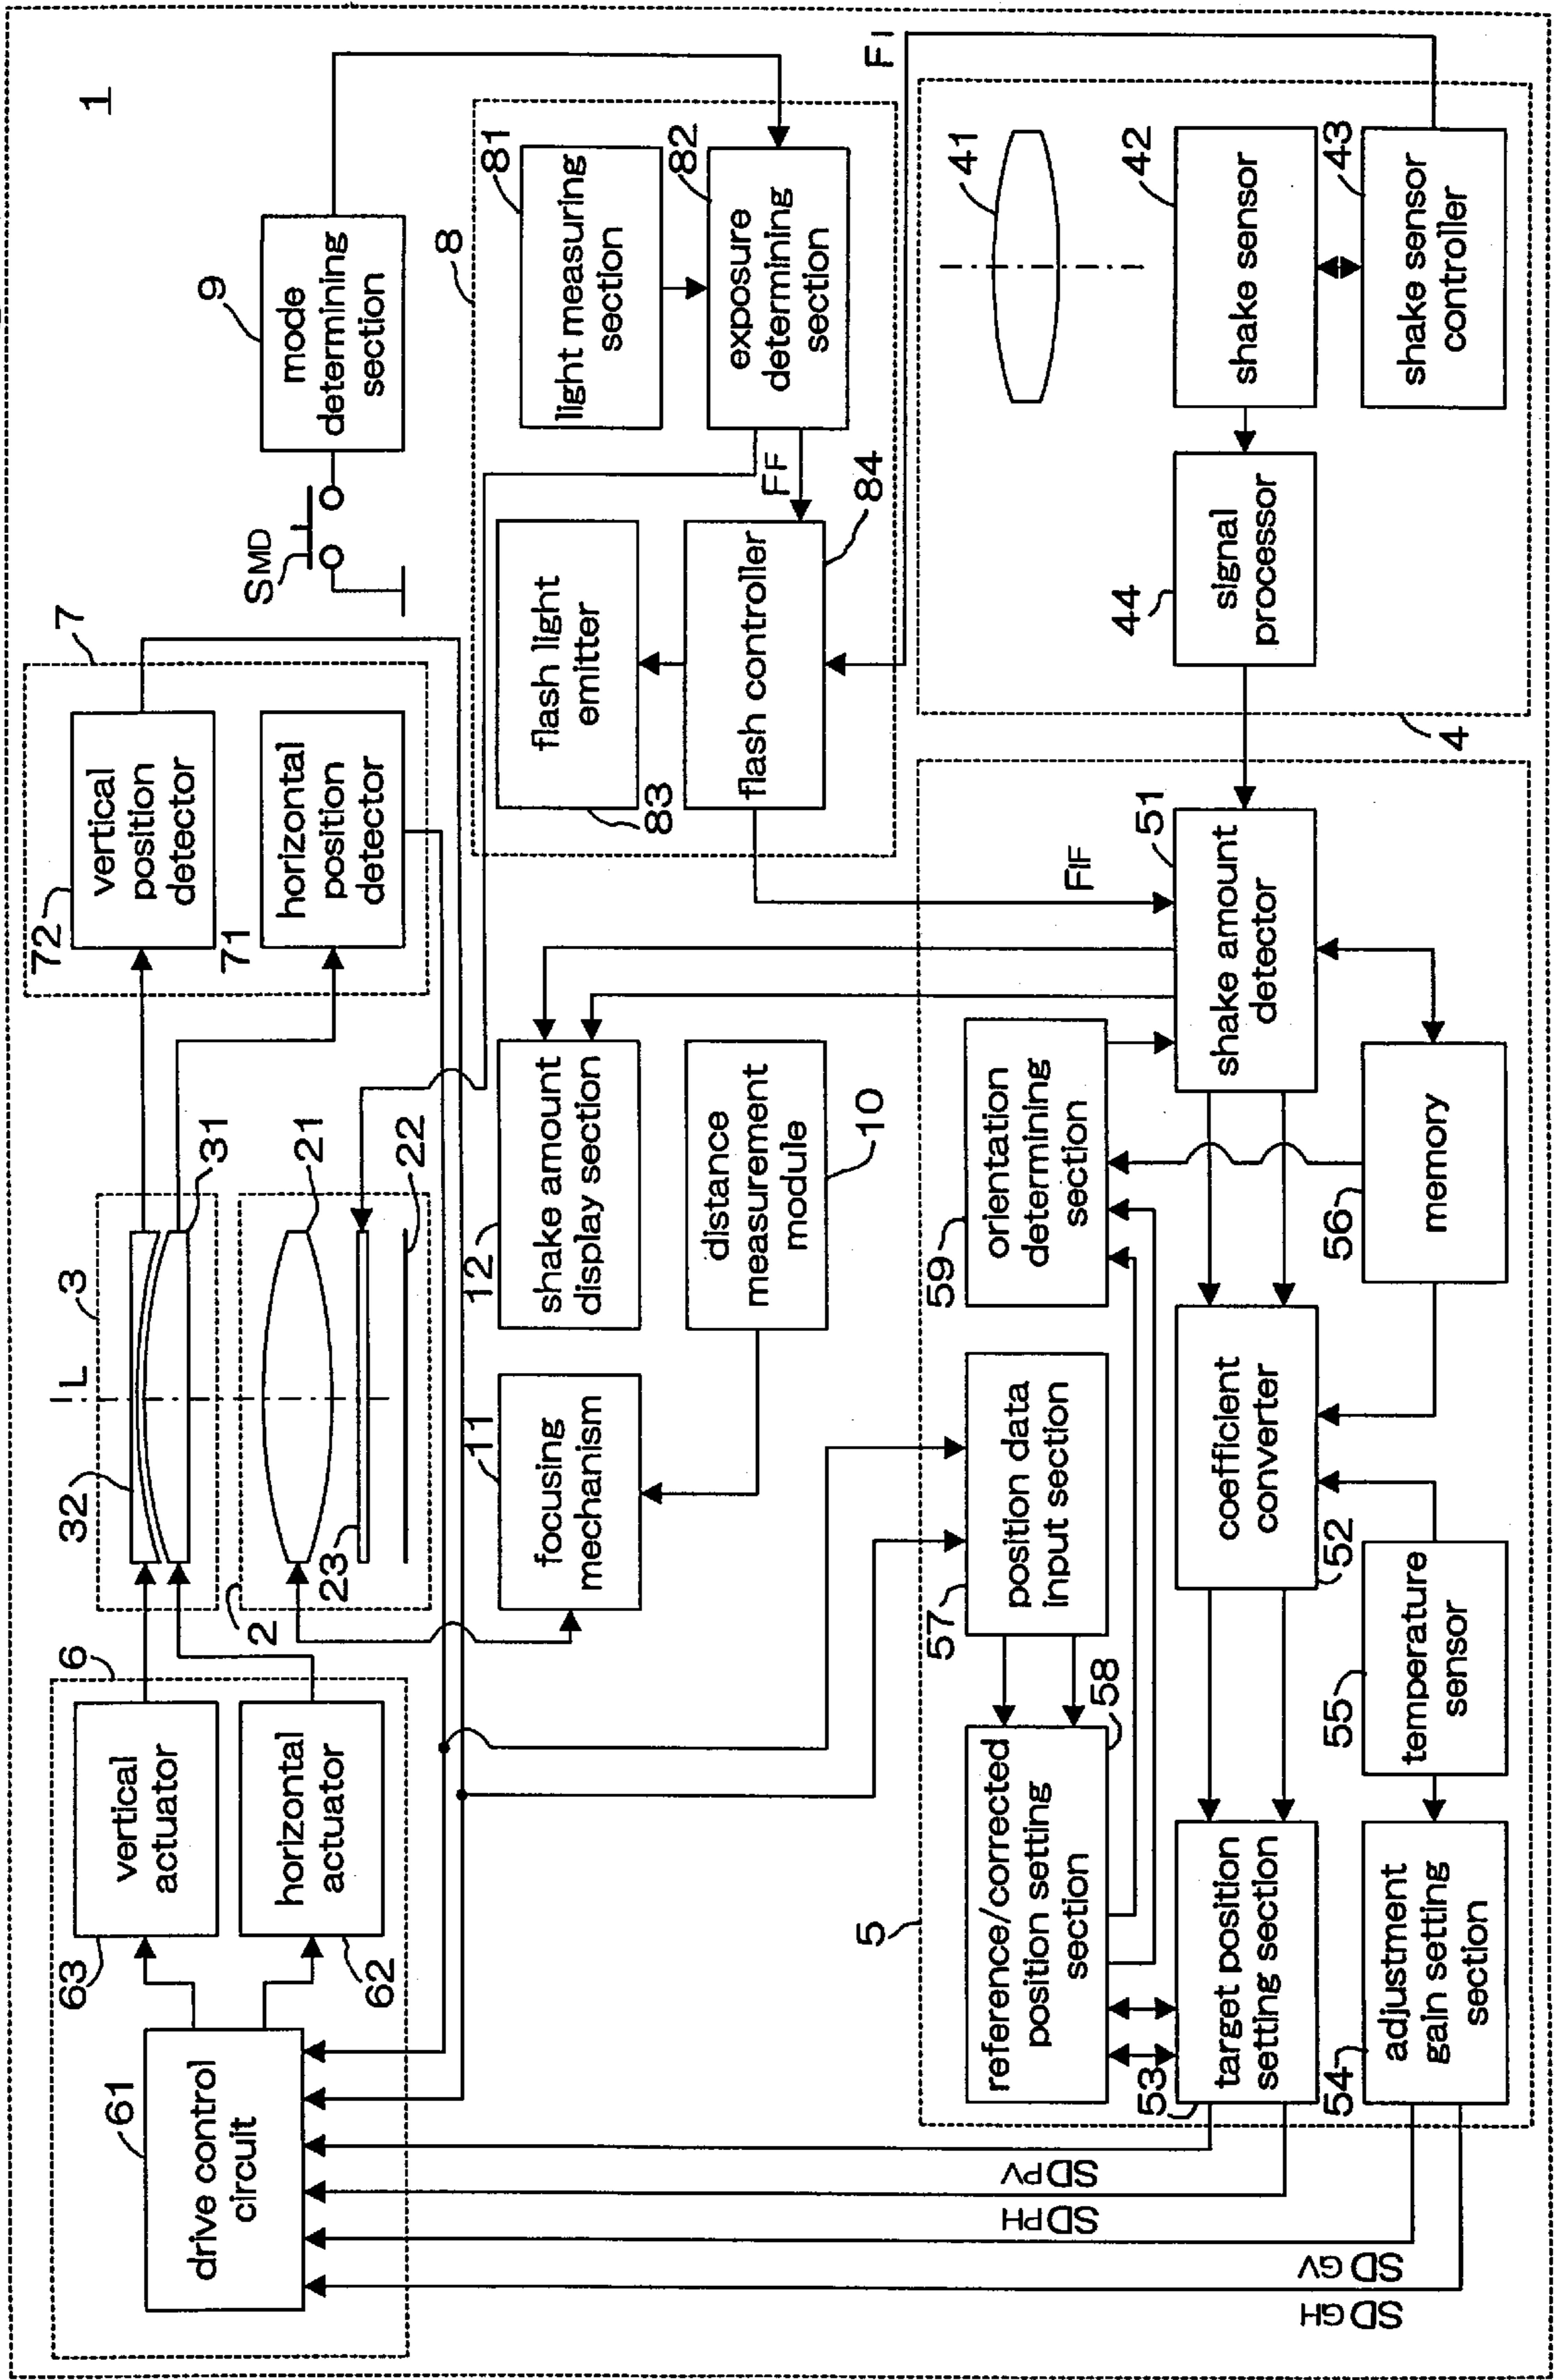 1
61
drive control
circuit
6
63
vertical
actuator
62
horizontal
actuator
3
L
32
31
2
21
22
23
7
72
vertical
position
detector
71
horizontal
position
detector
SMD
9
mode
determining
section
11
focusing
mechanism
12
shake amount
display section
distance
measurement
module
10
8
83
flash light
emitter
flash controller
84
FF
81
light measuring
section
82
exposure
determining
section
FI
FIF
5
reference/corrected
position setting
section
58
57
position data
input section
59
orientation
determining
section
53
target position
setting section
52
coefficient
converter
51
shake amount
detector
54
adjustment
gain setting
section
55
temperature
sensor
56
memory
4
44
signal
processor
41
42
shake sensor
43
shake sensor
controller
SDPV
SDPH
SDGV
SDGH